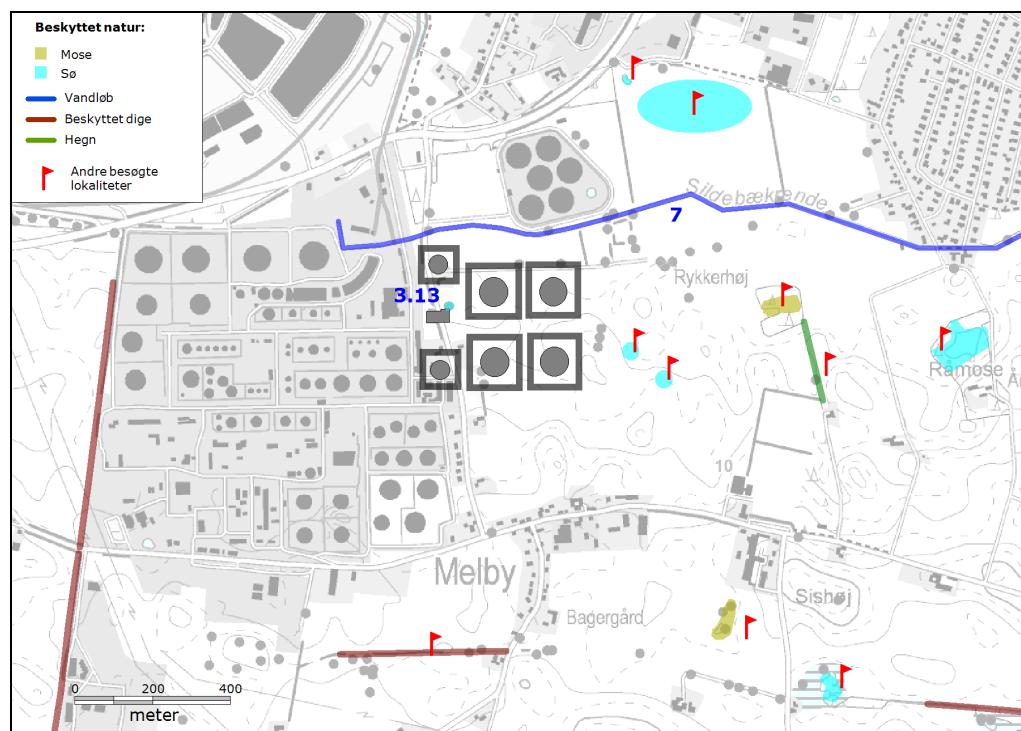 Beskyttet natur:
Mose
Sø
Vandløb
Beskyttet dige
Hegn
Andre besøgte
lokaliteter
Sildebækrende
7
Rykkerhøj
3.13
Råmose
10
Melby
Bagergård
Sishøj
0 200 400
meter